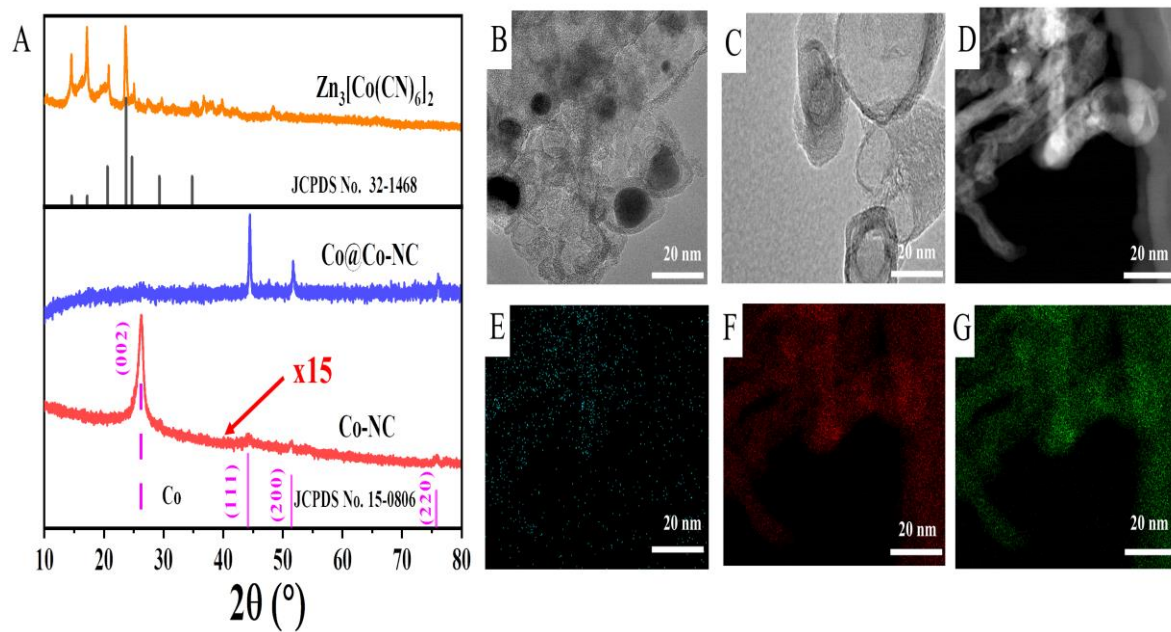 A
Zn3[Co(CN)6]2
JCPDS No. 32-1468
Co@Co-NC
(002)
x15
Co-NC
Co
(111)
(200)
JCPDS No. 15-0806
(220)
10 20 30 40 50 60 70 80
2θ (°)
B
20 nm
C
20 nm
D
20 nm
E
20 nm
F
20 nm
G
20 nm